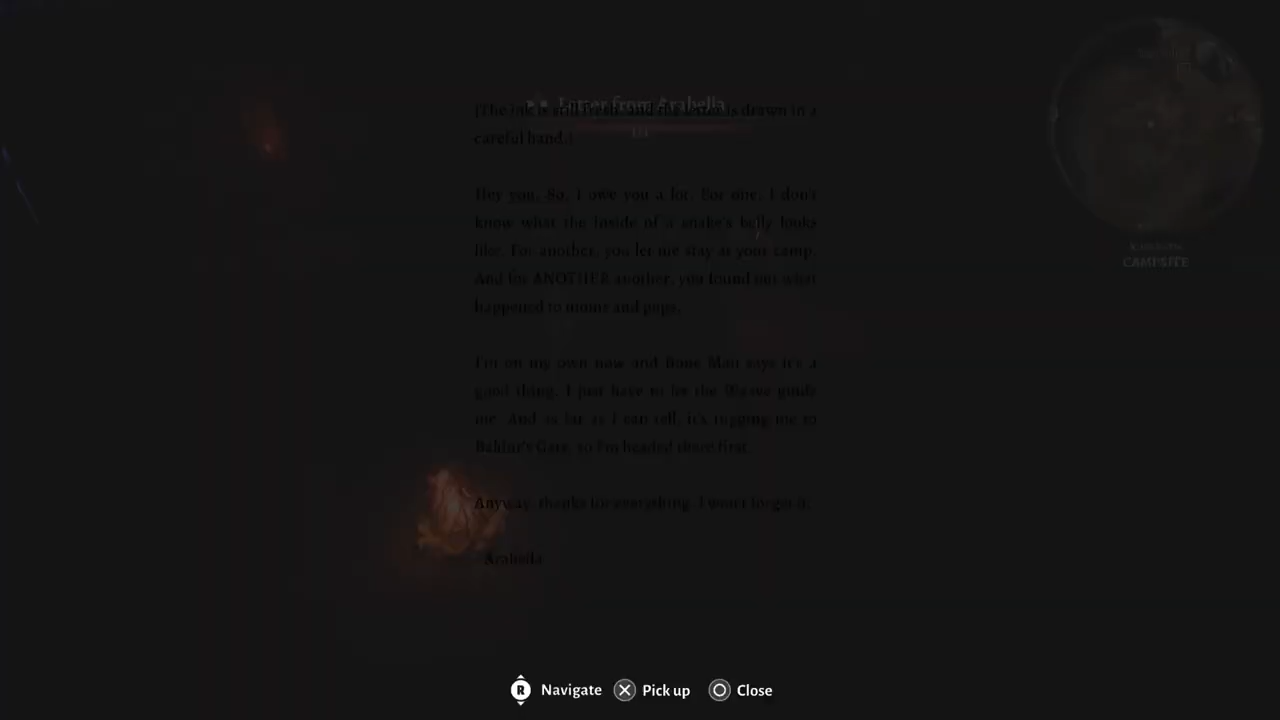 Letter from Arabella
1/1
[The ink is still fresh, and the letter is drawn in a
careful hand.]
Hey you. So, I owe you a lot. For one, I don't
know what the inside of a snake's belly looks
like. For another, you let me stay at your camp.
And for ANOTHER another, you found out what
happened to moms and pops.
I'm on my own now and Bone Man says it's a
good thing. I just have to let the Weave guide
me. And as far as I can tell, it's tugging me to
Baldur's Gate, so I'm headed there first.
Anyway, thanks for everything. I won't forget it.
Arabella
CAMPSITE
R Navigate Pick up Close